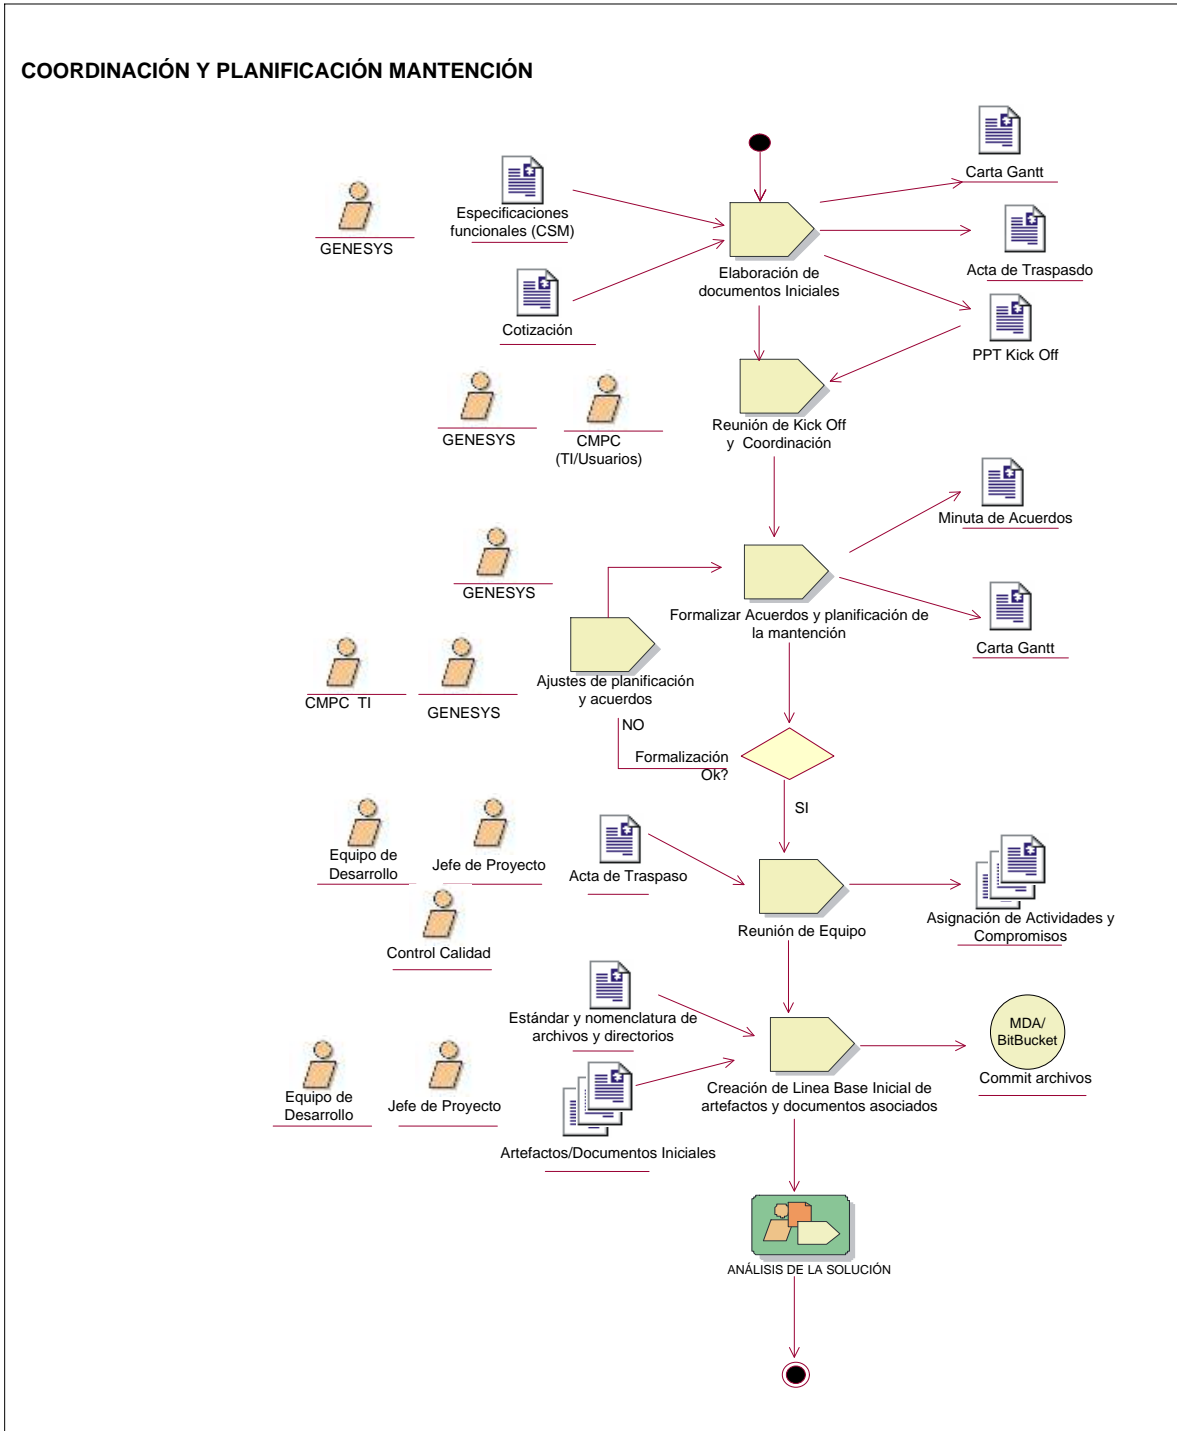 COORDINACIÓN Y PLANIFICACIÓN MANTENCIÓN
Carta Gantt
Especificaciones
funcionales (CSM)
GENESYS
Elaboración de
documentos Iniciales
Acta de Traspasdo
Cotización
PPT Kick Off
GENESYS
CMPC
(TI/Usuarios)
Reunión de Kick Off
y Coordinación
Minuta de Acuerdos
GENESYS
Formalizar Acuerdos y planificación de
la mantención
Carta Gantt
CMPC TI
GENESYS
Ajustes de planificación
y acuerdos
NO
Formalización
Ok?
SI
Equipo de
Desarrollo
Jefe de Proyecto
Acta de Traspaso
Reunión de Equipo
Asignación de Actividades y
Compromisos
Control Calidad
Estándar y nomenclatura de
archivos y directorios
MDA/
BitBucket
Commit archivos
Equipo de
Desarrollo
Jefe de Proyecto
Creación de Linea Base Inicial de
artefactos y documentos asociados
Artefactos/Documentos Iniciales
ANÁLISIS DE LA SOLUCIÓN